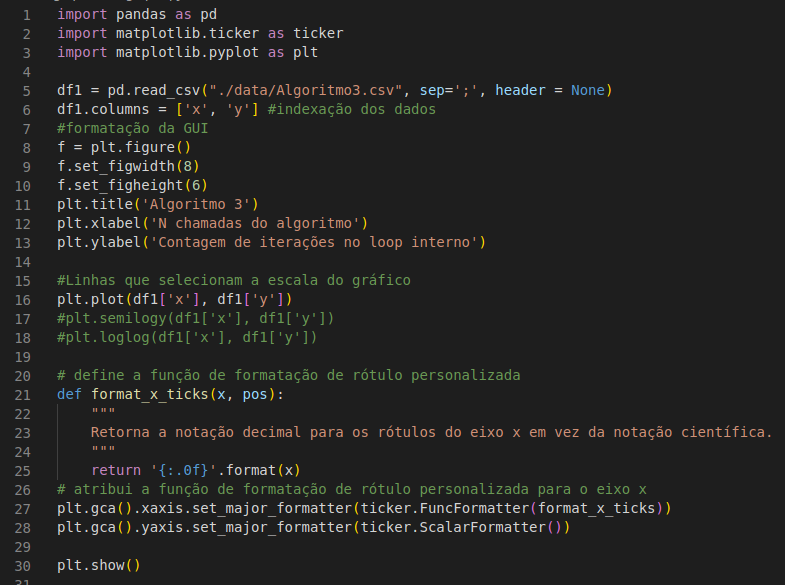 1 import pandas as pd
2 import matplotlib.ticker as ticker
3 import matplotlib.pyplot as plt
4
5 df1 = pd.read_csv("./data/Algoritmo3.csv", sep=';', header = None)
6 df1.columns = ['x', 'y'] #indexação dos dados
7 #formatação da GUI
8 f = plt.figure()
9 f.set_figwidth(8)
10 f.set_figheight(6)
11 plt.title('Algoritmo 3')
12 plt.xlabel('N chamadas do algoritmo')
13 plt.ylabel('Contagem de iterações no loop interno')
14
15 #Linhas que selecionam a escala do gráfico
16 plt.plot(df1['x'], df1['y'])
17 #plt.semilogy(df1['x'], df1['y'])
18 #plt.loglog(df1['x'], df1['y'])
19
20 # define a função de formatação de rótulo personalizada
21 def format_x_ticks(x, pos):
22     """
23     Retorna a notação decimal para os rótulos do eixo x em vez da notação científica.
24     """
25     return '{:.0f}'.format(x)
26 # atribui a função de formatação de rótulo personalizada para o eixo x
27 plt.gca().xaxis.set_major_formatter(ticker.FuncFormatter(format_x_ticks))
28 plt.gca().yaxis.set_major_formatter(ticker.ScalarFormatter())
29
30 plt.show()
31